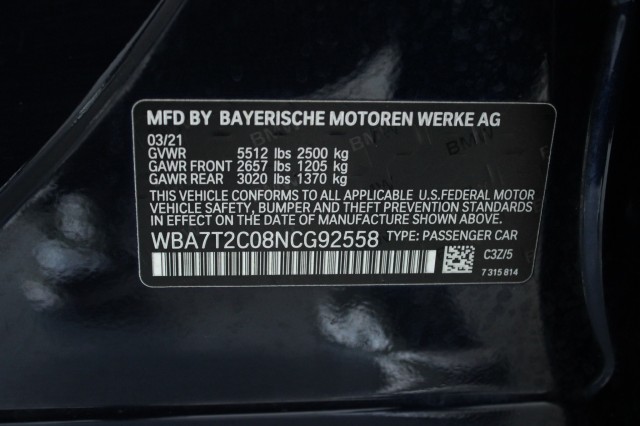 MFD BY BAYERISCHE MOTOREN WERKE AG
03/21
GVWR 5512 lbs 2500 kg
GAWR FRONT 2657 lbs 1205 kg
GAWR REAR 3020 lbs 1370 kg
THIS VEHICLE CONFORMS TO ALL APPLICABLE U.S.FEDERAL MOTOR
VEHICLE SAFETY, BUMPER AND THEFT PREVENTION STANDARDS
IN EFFECT ON THE DATE OF MANUFACTURE SHOWN ABOVE.
WBA7T2C08NCG92558 TYPE: PASSENGER CAR
C3Z/5
7 315 814